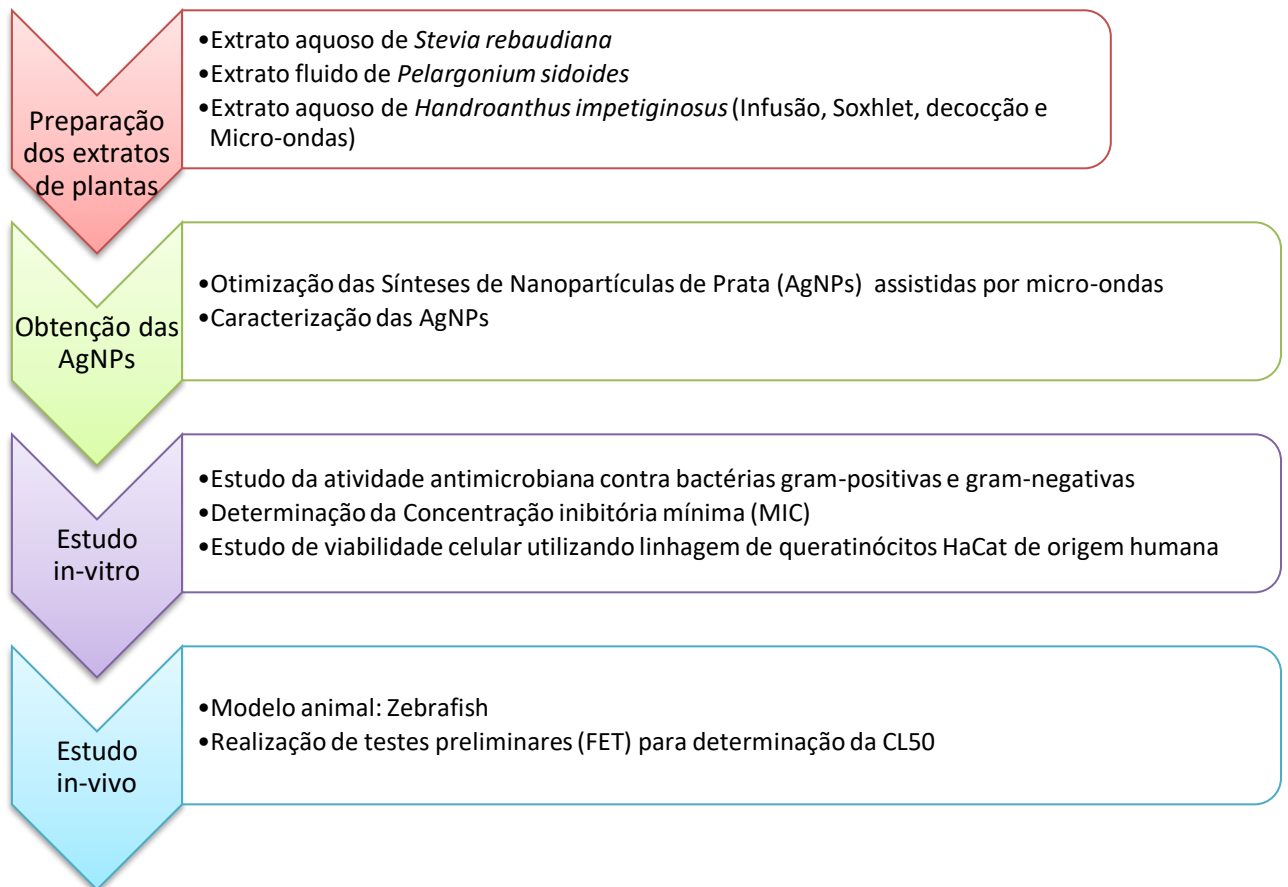 Preparação
dos extratos
de plantas
•Extrato aquoso de Stevia rebaudiana
•Extrato fluido de Pelargonium sidoides
•Extrato aquoso de Handroanthus impetiginosus (Infusão, Soxhlet, decocção e
Micro-ondas)
Obtenção das
AgNPs
•Otimização das Sínteses de Nanopartículas de Prata (AgNPs) assistidas por micro-ondas
•Caracterização das AgNPs
Estudo
in-vitro
•Estudo da atividade antimicrobiana contra bactérias gram-positivas e gram-negativas
•Determinação da Concentração inibitória mínima (MIC)
•Estudo de viabilidade celular utilizando linhagem de queratinócitos HaCat de origem humana
Estudo
in-vivo
•Modelo animal: Zebrafish
•Realização de testes preliminares (FET) para determinação da CL50